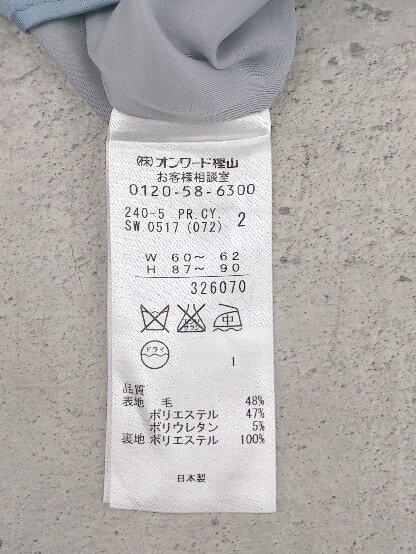 (株)オンワード樫山
お客様相談室
0120-58-6300
240-5 PR.CY. 2
SW.0517 (072)
W 60～ 62
H 87～ 90
326070
中
ドライ
1
品質
表地 毛 48%
ポリエステル 47%
ポリウレタン 5%
裏地 ポリエステル 100%
日本製